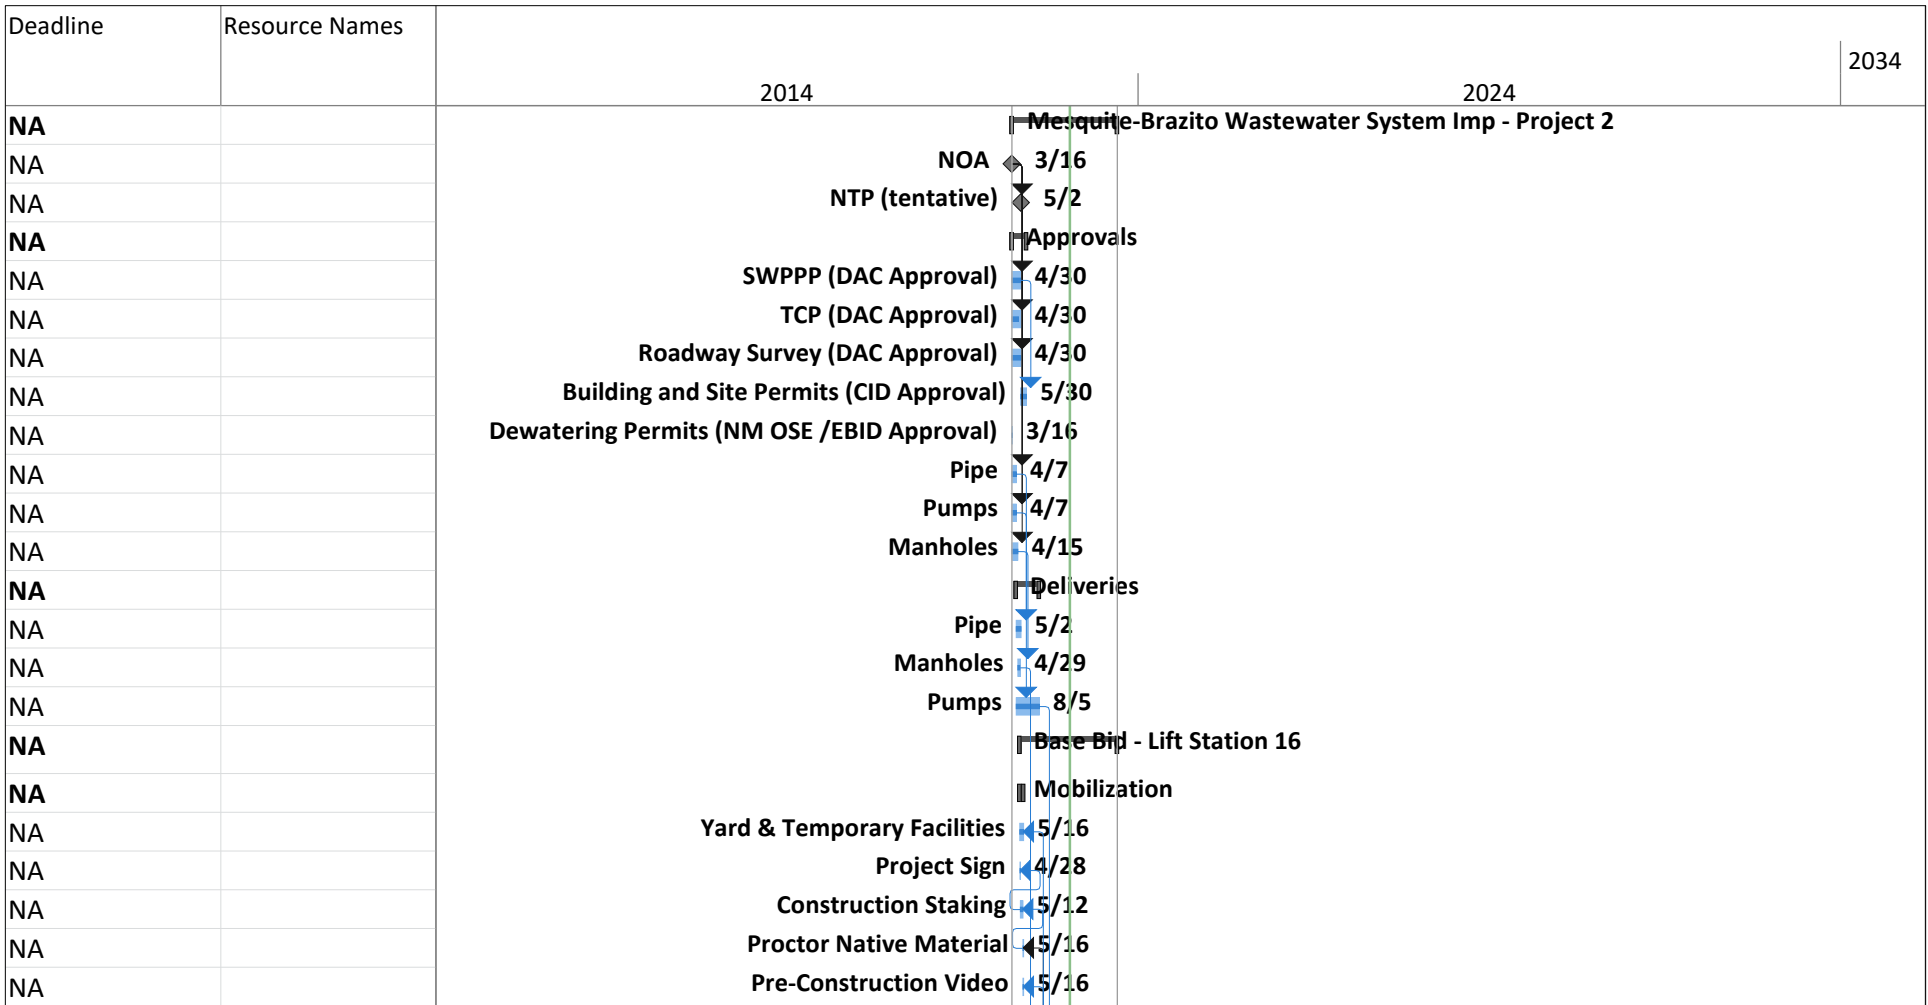 Deadline Resource Names
2034
2014 2024
NA Mesquite-Brazito Wastewater System Imp - Project 2
NA NOA 3/16
NA NTP (tentative) 5/2
NA Approvals
NA SWPPP (DAC Approval) 4/30
NA TCP (DAC Approval) 4/30
NA Roadway Survey (DAC Approval) 4/30
NA Building and Site Permits (CID Approval) 5/30
NA Dewatering Permits (NM OSE /EBID Approval) 3/16
NA Pipe 4/7
NA Pumps 4/7
NA Manholes 4/15
NA Deliveries
NA Pipe 5/2
NA Manholes 4/29
NA Pumps 8/5
NA Base Bid - Lift Station 16
NA Mobilization
NA Yard & Temporary Facilities 5/16
NA Project Sign 4/28
NA Construction Staking 5/12
NA Proctor Native Material 5/16
NA Pre-Construction Video 5/16